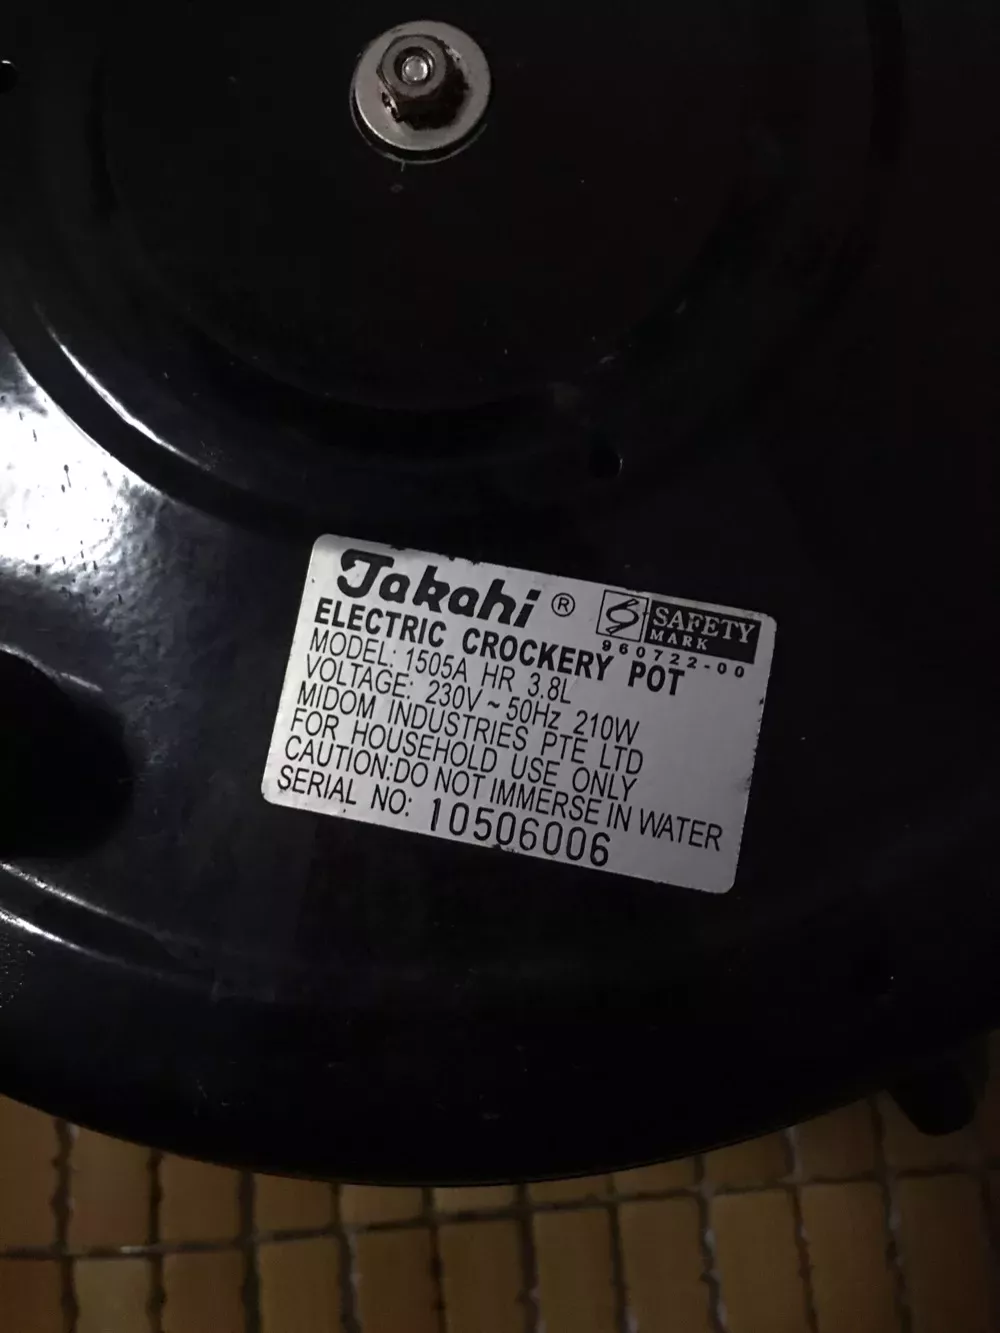 Takahi ® SAFETY MARK
960722-00
ELECTRIC CROCKERY POT
MODEL: 1505A HR 3.8L
VOLTAGE: 230V ~ 50Hz 210W
MIDOM INDUSTRIES PTE LTD
FOR HOUSEHOLD USE ONLY
CAUTION:DO NOT IMMERSE IN WATER
SERIAL NO: 10506006